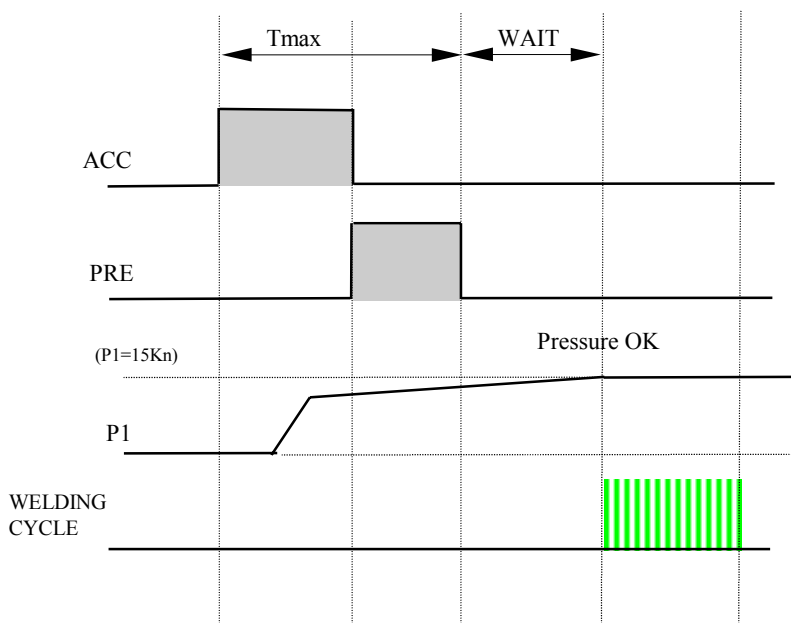 Tmax
WAIT
ACC
PRE
(P1=15Kn)
Pressure OK
P1
WELDING
CYCLE